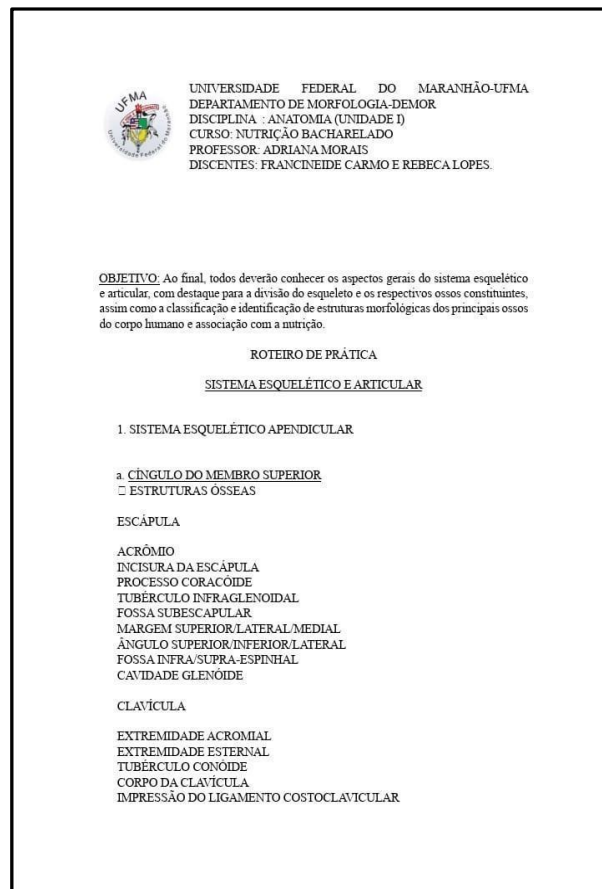 UFMA
Universidade Federal do Maranhão
UNIVERSIDADE FEDERAL DO MARANHÃO-UFMA
DEPARTAMENTO DE MORFOLOGIA-DEMOR
DISCIPLINA : ANATOMIA (UNIDADE I)
CURSO: NUTRIÇÃO BACHARELADO
PROFESSOR: ADRIANA MORAIS
DISCENTES: FRANCINEIDE CARMO E REBECA LOPES.
OBJETIVO: Ao final, todos deverão conhecer os aspectos gerais do sistema esquelético
e articular, com destaque para a divisão do esqueleto e os respectivos ossos constituintes,
assim como a classificação e identificação de estruturas morfológicas dos principais ossos
do corpo humano e associação com a nutrição.
ROTEIRO DE PRÁTICA
SISTEMA ESQUELÉTICO E ARTICULAR
1. SISTEMA ESQUELÉTICO APENDICULAR
a. CÍNGULO DO MEMBRO SUPERIOR
□ ESTRUTURAS ÓSSEAS
ESCÁPULA
ACRÔMIO
INCISURA DA ESCÁPULA
PROCESSO CORACÓIDE
TUBÉRCULO INFRAGLENOIDAL
FOSSA SUBESCAPULAR
MARGEM SUPERIOR/LATERAL/MEDIAL
ÂNGULO SUPERIOR/INFERIOR/LATERAL
FOSSA INFRA/SUPRA-ESPINHAL
CAVIDADE GLENÓIDE
CLAVÍCULA
EXTREMIDADE ACROMIAL
EXTREMIDADE ESTERNAL
TUBÉRCULO CONÓIDE
CORPO DA CLAVÍCULA
IMPRESSÃO DO LIGAMENTO COSTOCLAVICULAR